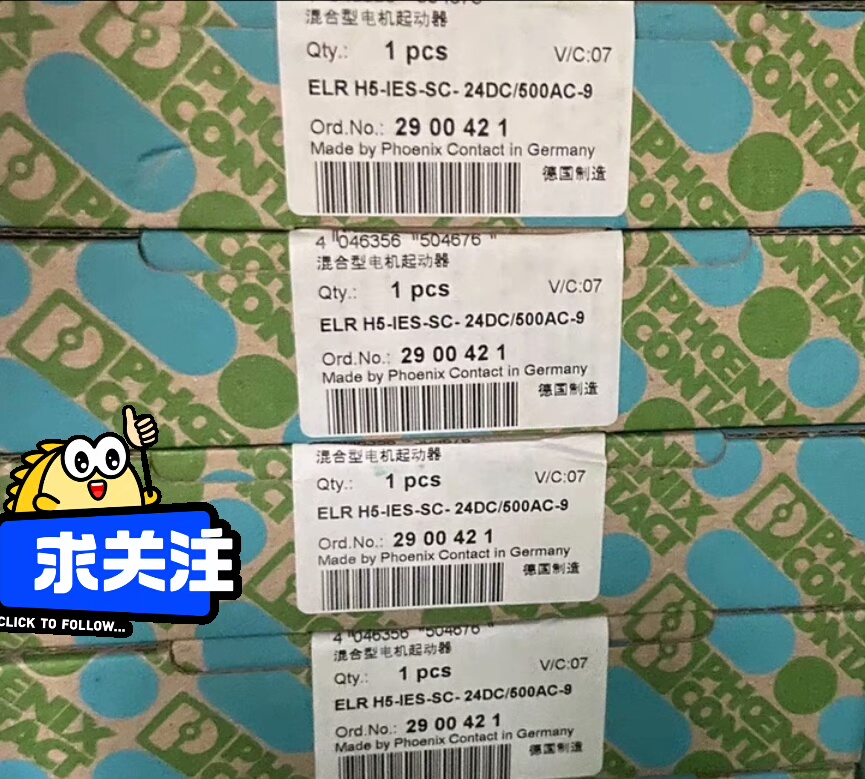 混合型电机起动器
Qty.: 1 pcs V/C:07
ELR H5-IES-SC- 24DC/500AC-9
Ord.No.: 29 00 42 1
Made by Phoenix Contact in Germany
德国制造
PHOENIX
CONTACT
4 046356 504676
混合型电机起动器
Qty.: 1 pcs V/C:07
ELR H5-IES-SC- 24DC/500AC-9
Ord.No.: 29 00 42 1
Made by Phoenix Contact in Germany
德国制造
PHOENIX
CONTACT
混合型电机起动器
Qty.: 1 pcs V/C:07
ELR H5-IES-SC- 24DC/500AC-9
Ord.No.: 29 00 42 1
Made by Phoenix Contact in Germany
德国制造
求关注
CLICK TO FOLLOW...
PHOENIX
CONTACT
4 046356 504676
混合型电机起动器
Qty.: 1 pcs V/C:07
ELR H5-IES-SC- 24DC/500AC-9
Ord.No.: 29 00 42 1
Made by Phoenix Contact in Germany
德国制造
PHOENIX
CONTACT